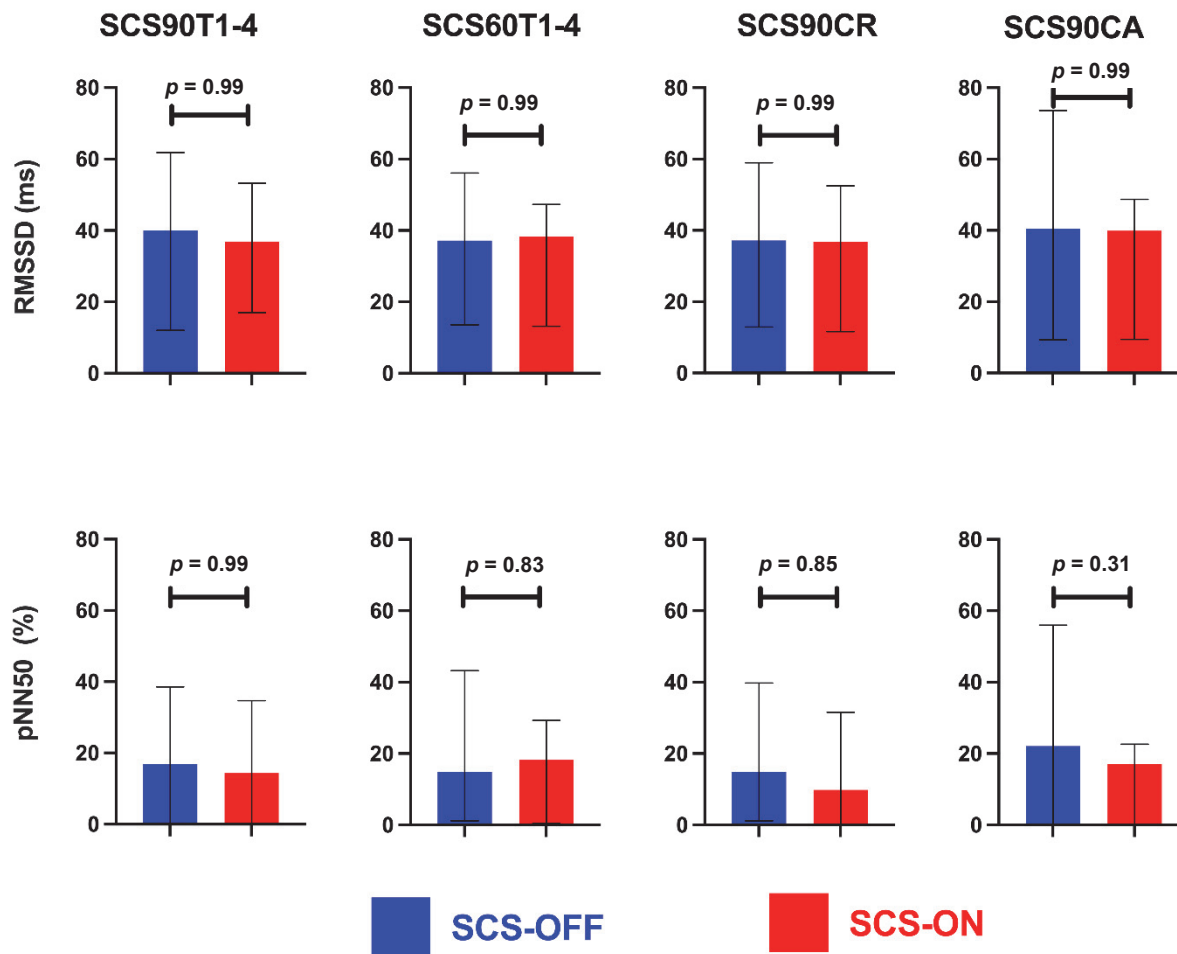 SCS90T1-4 SCS60T1-4 SCS90CR SCS90CA
RMSSD (ms)
80 60 40 20 0
p = 0.99
80 60 40 20 0
p = 0.99
80 60 40 20 0
p = 0.99
80 60 40 20 0
p = 0.99
pNN50 (%)
80 60 40 20 0
p = 0.99
80 60 40 20 0
p = 0.83
80 60 40 20 0
p = 0.85
80 60 40 20 0
p = 0.31
SCS-OFF SCS-ON